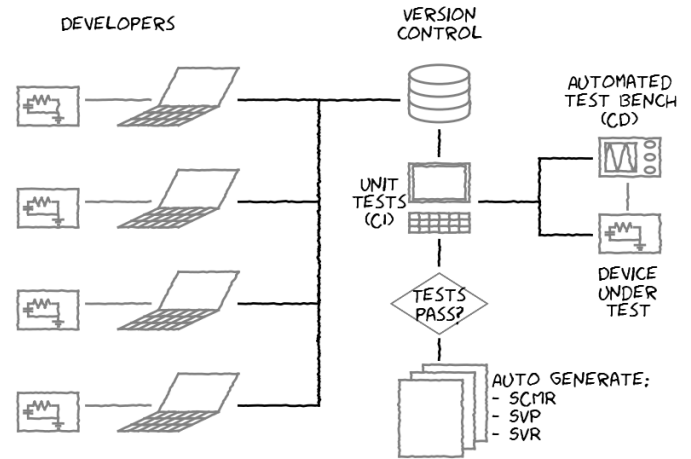 DEVELOPERS
VERSION
CONTROL
AUTOMATED
TEST BENCH
(CD)
UNIT
TESTS
(CI)
DEVICE
UNDER
TEST
TESTS
PASS?
AUTO GENERATE:
- SCMR
- SVP
- SVR